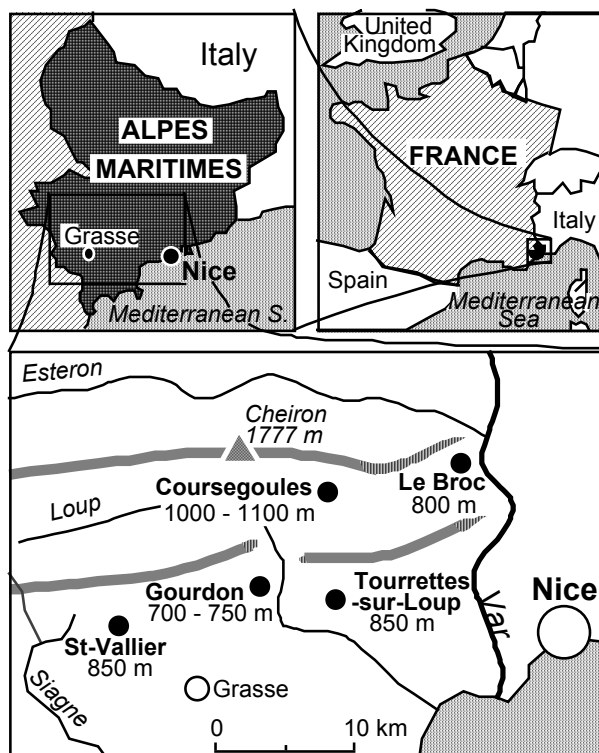 Italy
ALPES
MARITIMES
Grasse
Nice
Mediterranean S.
United
Kingdom
FRANCE
Italy
Spain
Mediterranean
Sea
Esteron
Cheiron
1777 m
Coursegoules
1000 - 1100 m
Le Broc
800 m
Loup
Gourdon
700 - 750 m
Tourrettes
-sur-Loup
850 m
Var
Nice
St-Vallier
850 m
Siagne
Grasse
0 10 km